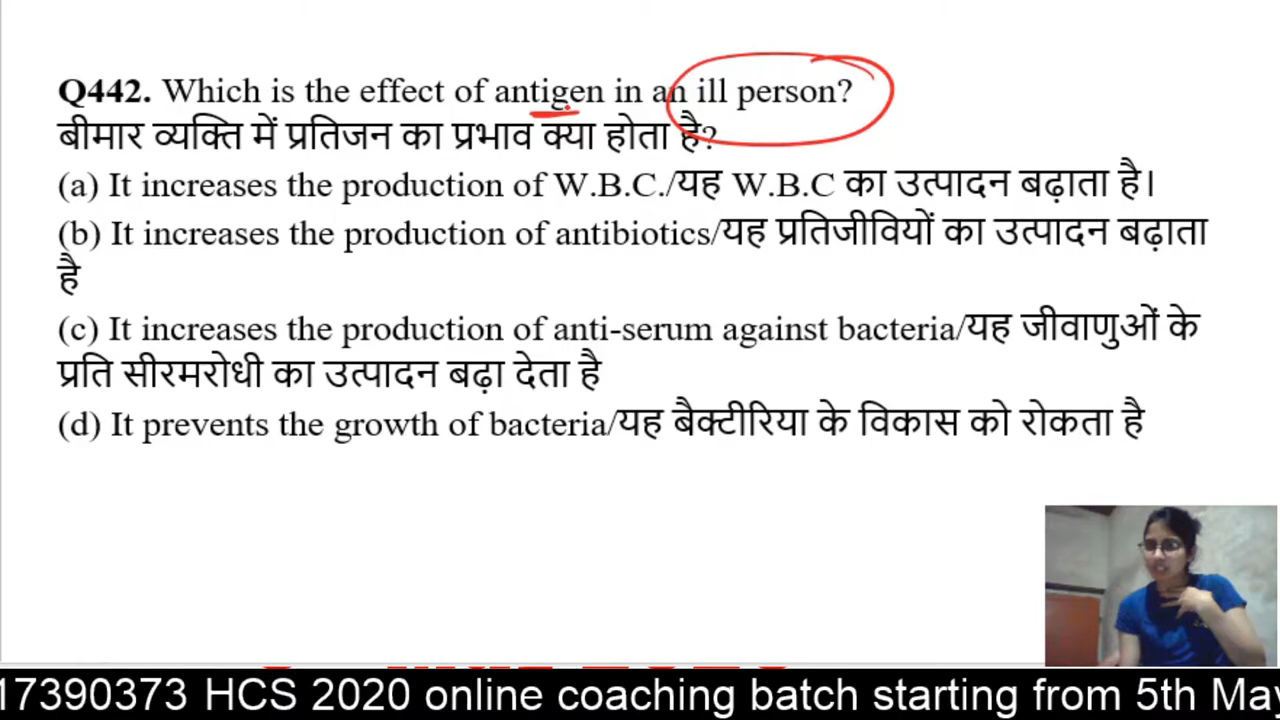 Q442. Which is the effect of antigen in an ill person?
बीमार व्यक्ति में प्रतिजन का प्रभाव क्या होता है?
(a) It increases the production of W.B.C./यह W.B.C का उत्पादन बढ़ाता है।
(b) It increases the production of antibiotics/यह प्रतिजीवियों का उत्पादन बढ़ाता
है
(c) It increases the production of anti-serum against bacteria/यह जीवाणुओं के
प्रति सीरमरोधी का उत्पादन बढ़ा देता है
(d) It prevents the growth of bacteria/यह बैक्टीरिया के विकास को रोकता है
17390373 HCS 2020 online coaching batch starting from 5th May